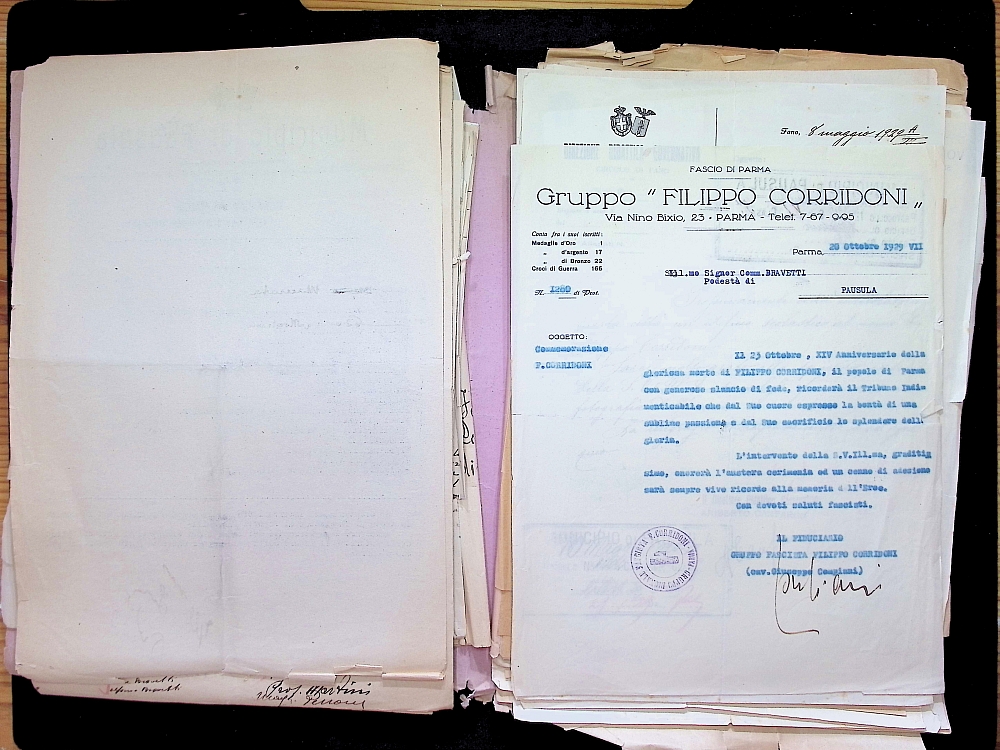 Fano, 8 maggio 1929
FASCIO DI PARMA
Gruppo " FILIPPO CORRIDONI "
Via Nino Bixio, 23 - PARMA - Telef. 7-67 - 0-05
Conta fra i suoi iscritti:
Medaglie d'Oro 1
" d'argento 17
" di Bronzo 22
Croci di Guerra 166
Parma, 20 Ottobre 1929 VII
N. 1280 di Prot.
Ill.mo Signor Comm.BRAVETTI
Podestà di
PAUSULA
OGGETTO:
Commemorazione
F.CORRIDONI
Il 23 Ottobre , XIV Anniversario della
gloriosa morte di FILIPPO CORRIDONI, il popolo di Parma
con generoso slancio di fede, ricorderà il Tribuno Indi=
menticabile che dal Suo cuore espresse la bontà di una
sublime passione e dal Suo sacrificio lo splendore dell
gloria.
L'intervento della S.V.Ill.ma, graditis
simo, onorerà l'austera cerimonia ed un cenno di adesione
sarà sempre vivo ricordo alla memoria dell'Eroe.
Con devoti saluti fascisti.
IL FIDUCIARIO
GRUPPO FASCISTA FILIPPO CORRIDONI
(cav.Giuseppe Compiani)
Prof. Martini